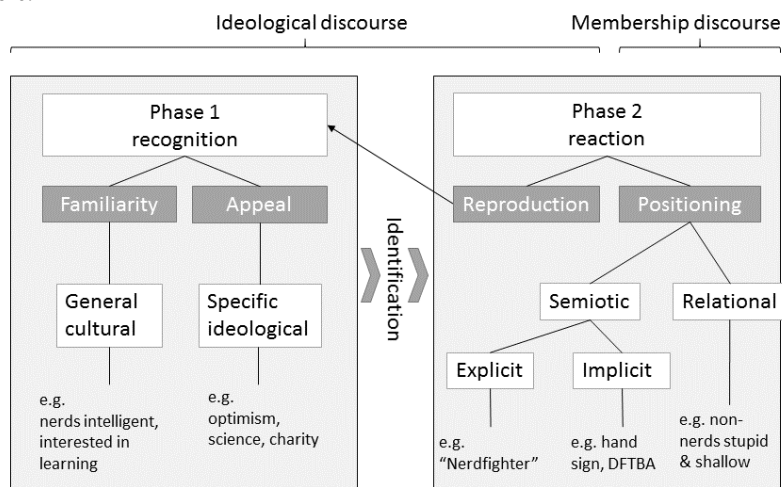 Ideological discourse
Membership discourse
Phase 1
recognition
Familiarity
Appeal
General
cultural
Specific
ideological
e.g.
nerds intelligent,
interested in
learning
e.g.
optimism,
science, charity
Identification
Phase 2
reaction
Reproduction
Positioning
Semiotic
Relational
Explicit
Implicit
e.g.
“Nerdfighter”
e.g. hand
sign, DFTBA
e.g. non-
nerds stupid
& shallow